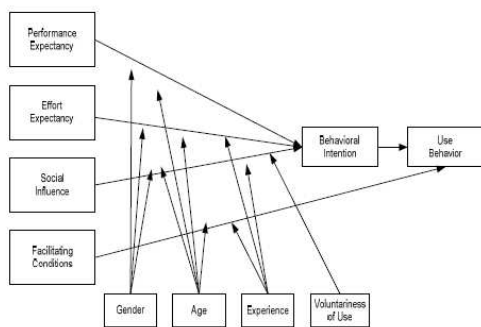 Performance
Expectancy
Effort
Expectancy
Social
Influence
Facilitating
Conditions
Behavioral
Intention
Use
Behavior
Gender
Age
Experience
Voluntariness
of Use